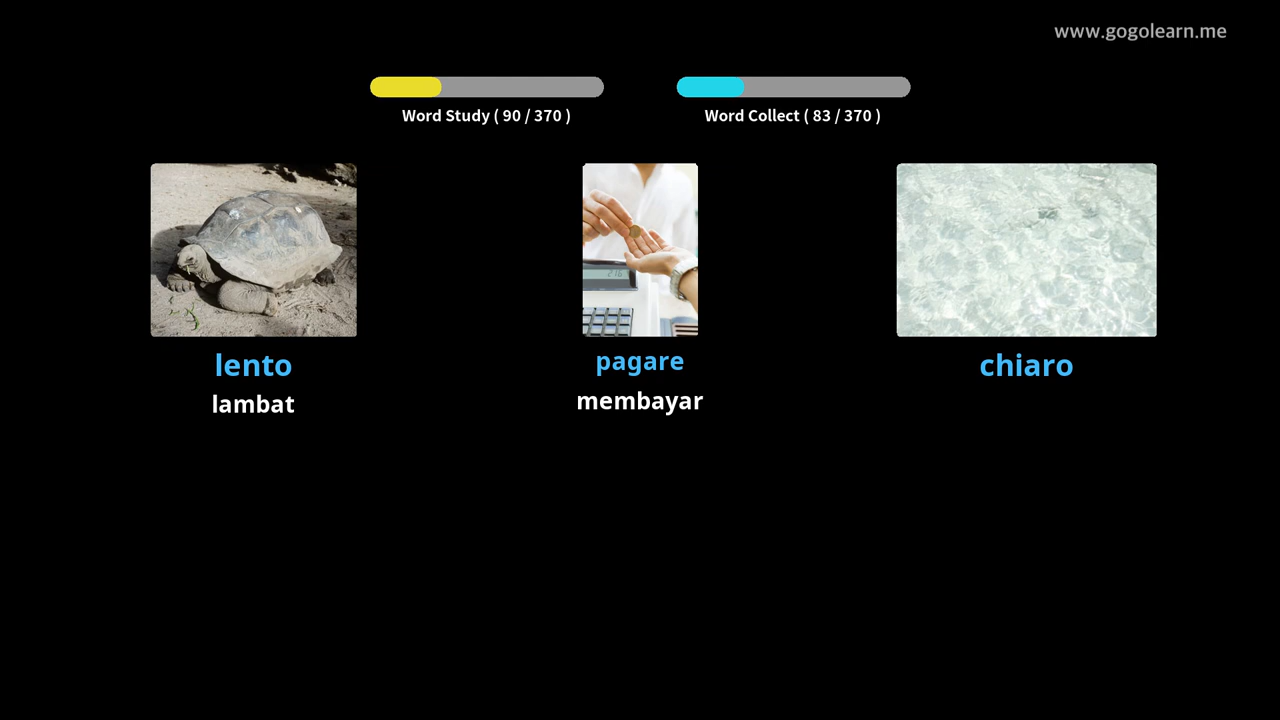 www.gogolearn.me
Word Study ( 90 / 370 )
Word Collect ( 83 / 370 )
lento
lambat
pagare
membayar
chiaro